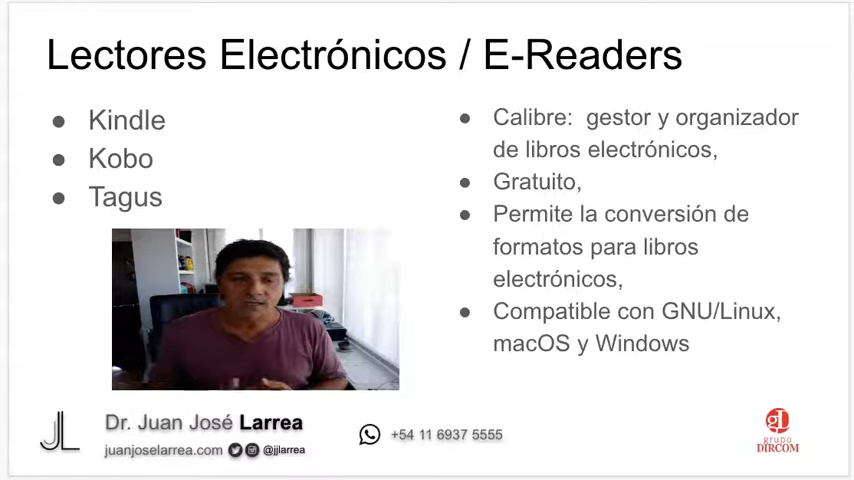 Lectores Electrónicos / E-Readers
● Kindle
● Kobo
● Tagus
● Calibre: gestor y organizador
de libros electrónicos,
● Gratuito,
● Permite la conversión de
formatos para libros
electrónicos,
● Compatible con GNU/Linux,
macOS y Windows
JL
Dr. Juan José Larrea
juanjoselarrea.com @jjlarrea
+54 11 6937 5555
gd
grupo
DIRCOM